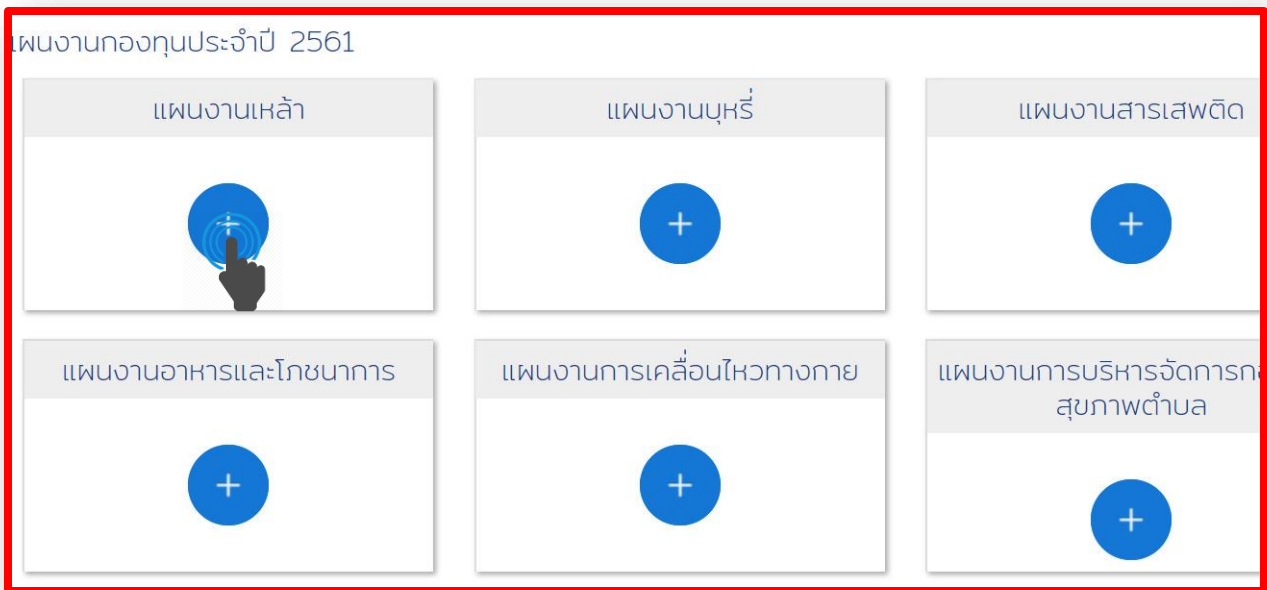 แผนงานกองทุนประจำปี 2561
แผนงานเหล้า
แผนงานบุหรี่
แผนงานสารเสพติด
แผนงานอาหารและโภชนาการ
แผนงานการเคลื่อนไหวทางกาย
แผนงานการบริหารจัดการก
สุขภาพตำบล